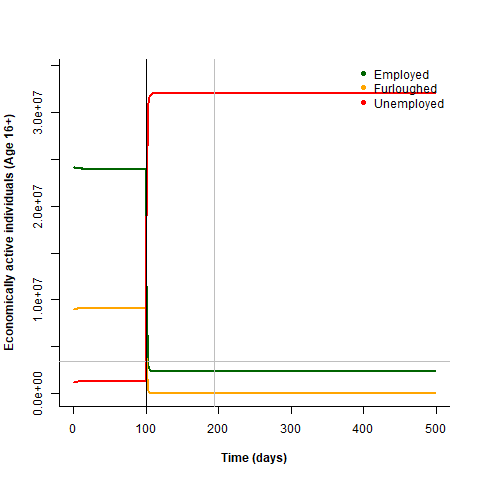 Employed
Furloughed
Unemployed
Economically active individuals (Age 16+)
3.0e+07
2.0e+07
1.0e+07
0.0e+00
0 100 200 300 400 500
Time (days)